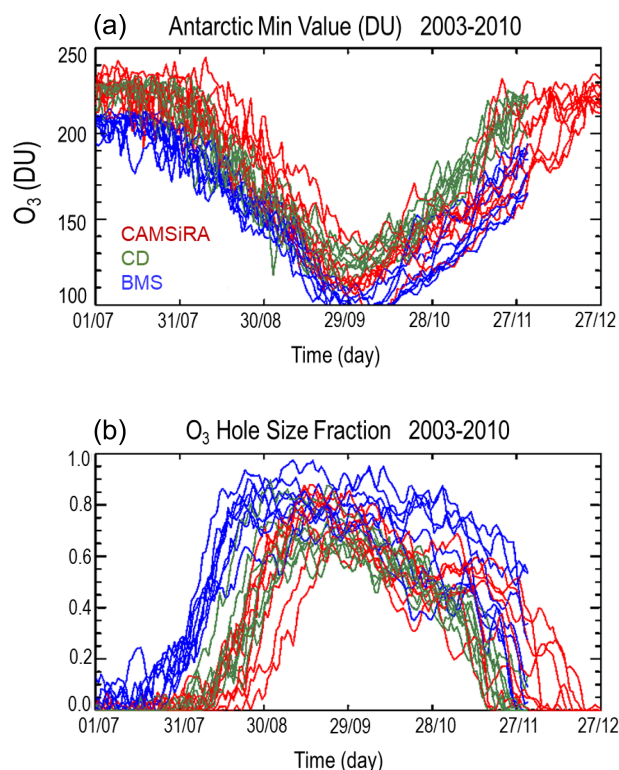 (a) Antarctic Min Value (DU) 2003-2010
250
200
150
100
O₃ (DU)
CAMSiRA
CD
BMS
01/07 31/07 30/08 29/09 28/10 27/11 27/12
Time (day)
(b) O₃ Hole Size Fraction 2003-2010
1.0
0.8
0.6
0.4
0.2
0.0
01/07 31/07 30/08 29/09 28/10 27/11 27/12
Time (day)